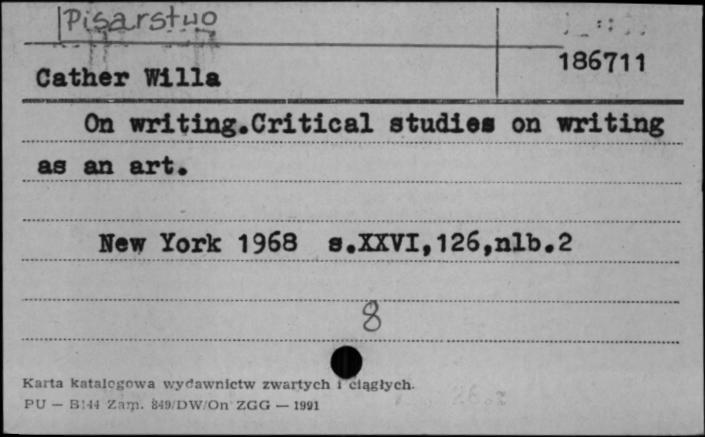 Pisarstwo
186711
Cather Willa
On writing.Critical studies on writing
as an art.
New York 1968 s.XXVI,126,nlb.2
8
Karta katalogowa wydawnictw zwartych i ciągłych.
PU — B144 Zam. 849/DW/On ZGG — 1991